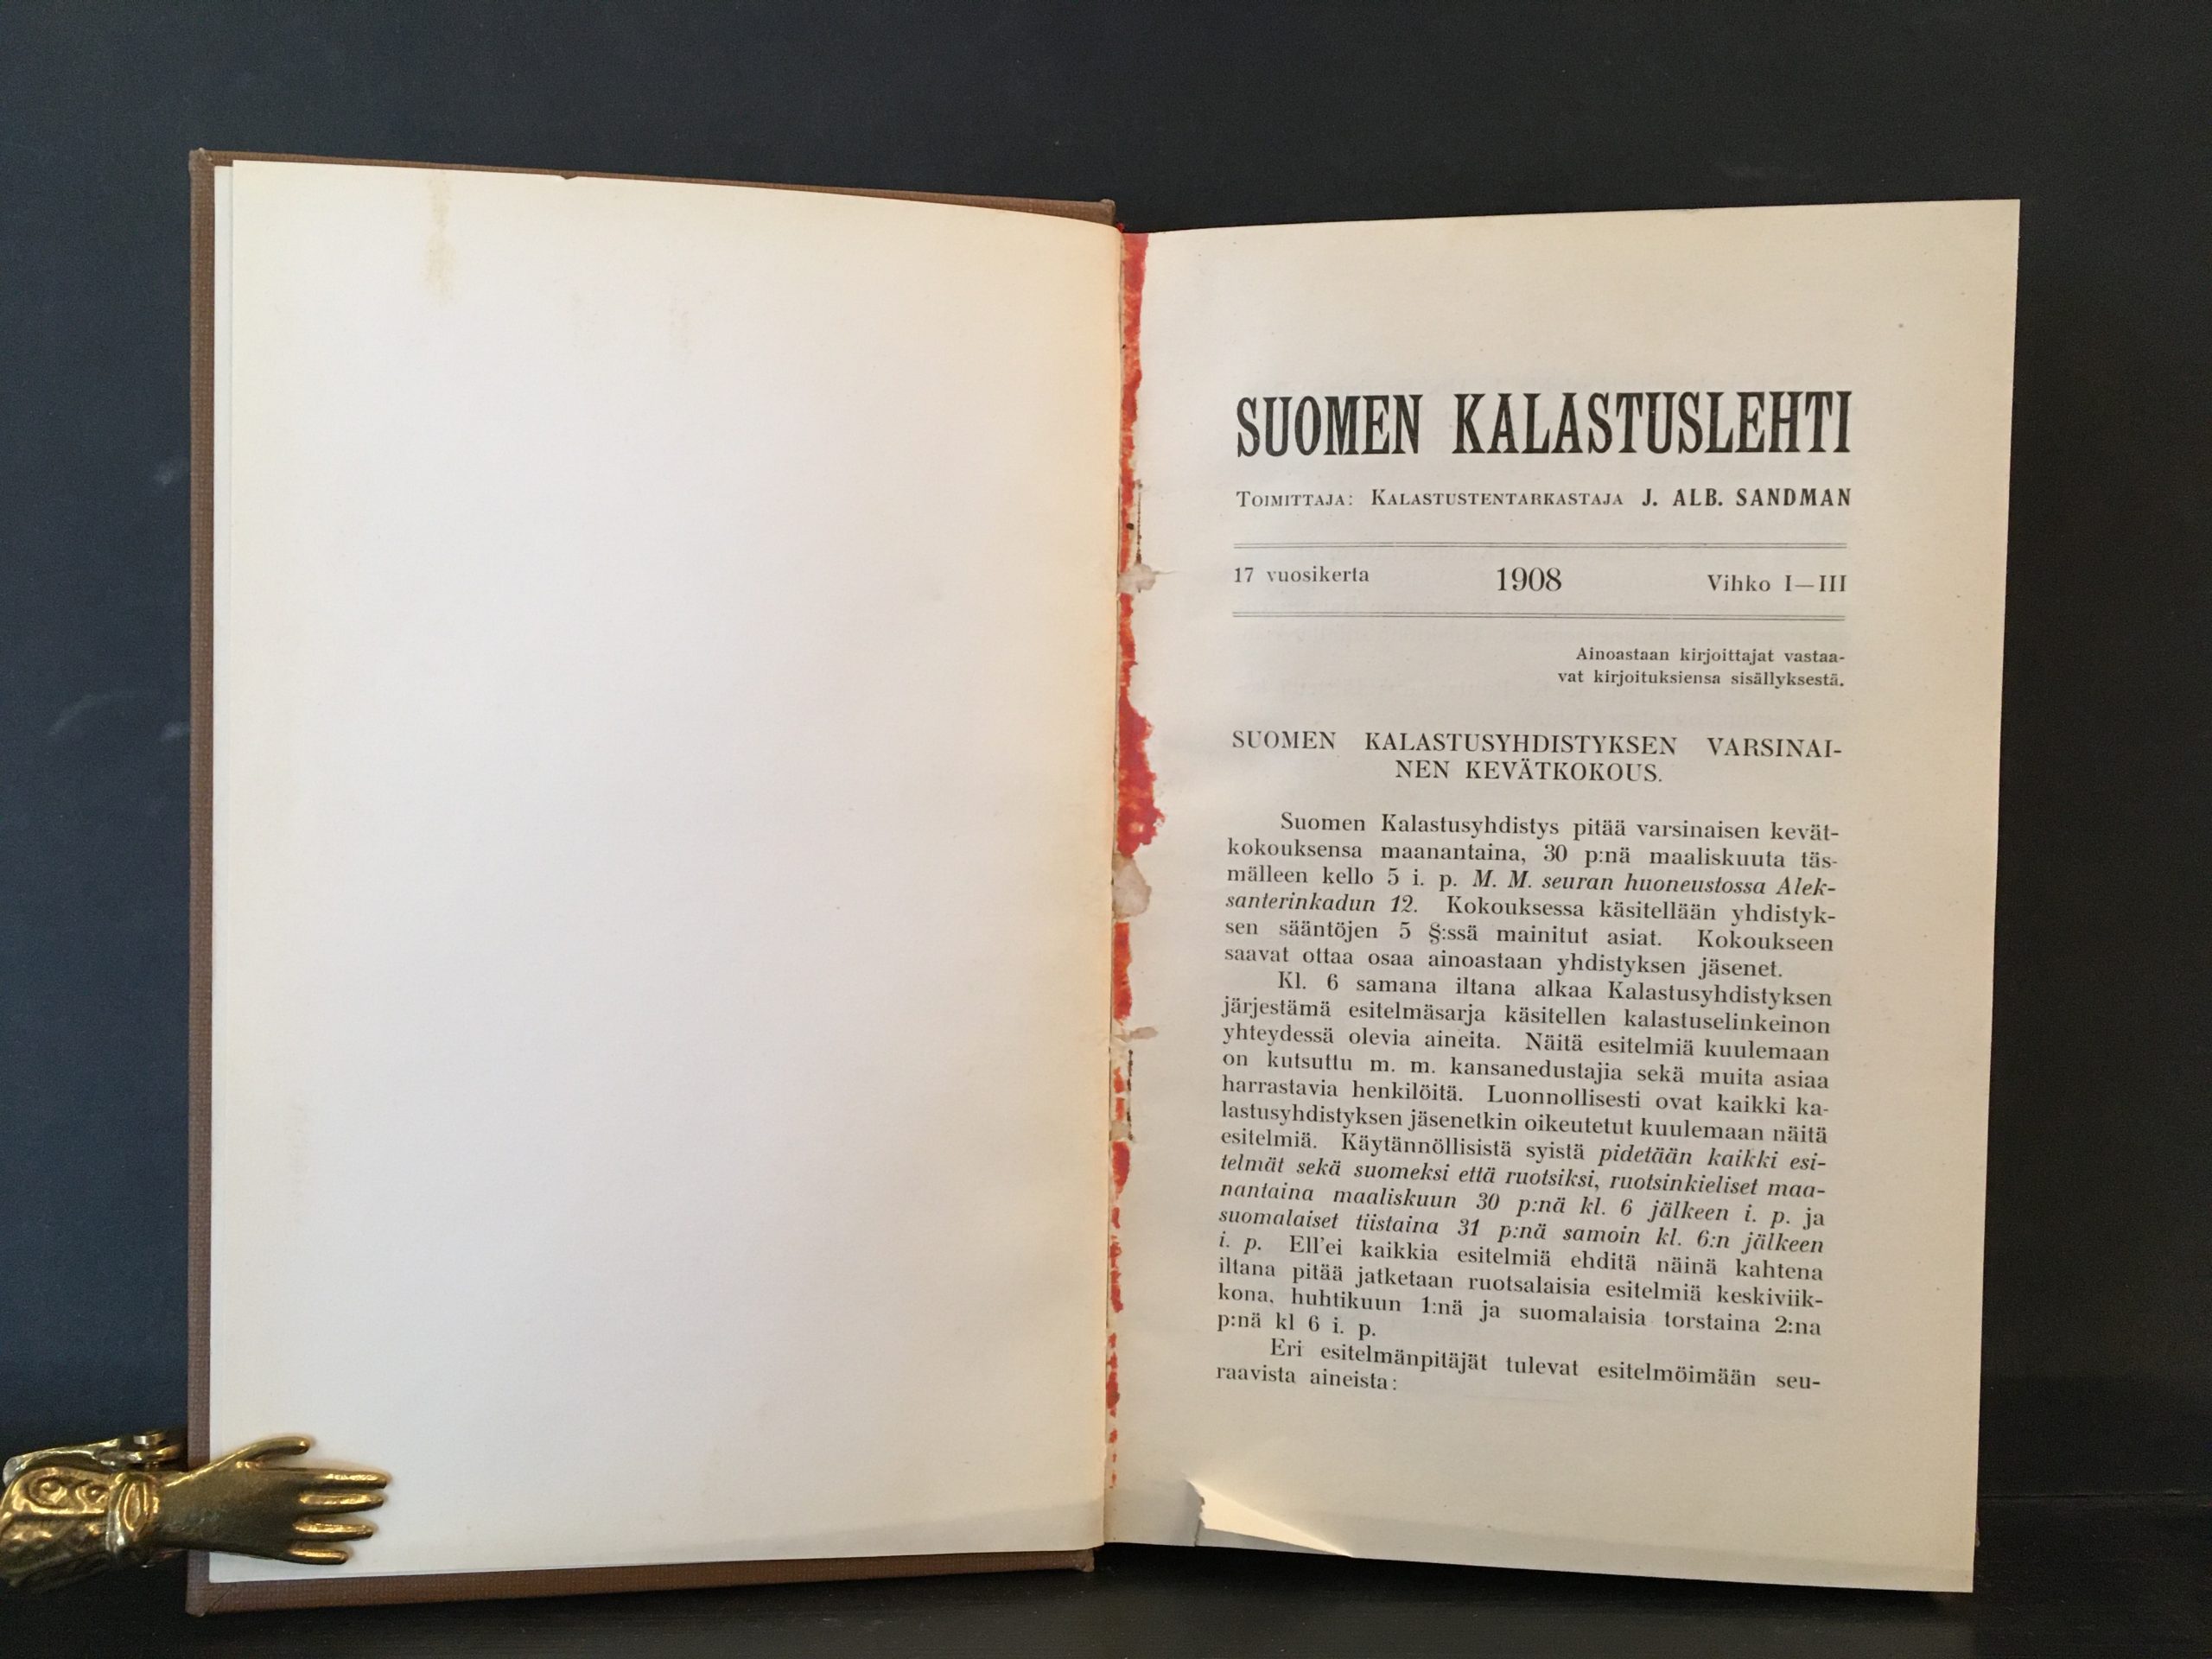 SUOMEN KALASTUSLEHTI
TOIMITTAJA: KALASTUSTENTARKASTAJA J. ALB. SANDMAN
17 vuosikerta 1908 Vihko I—III
Ainoastaan kirjoittajat vastaa-
vat kirjoituksiensa sisällyksestä.
SUOMEN KALASTUSYHDISTYKSEN VARSINAI-
NEN KEVÄTKOKOUS.
Suomen Kalastusyhdistys pitää varsinaisen kevät-
kokouksensa maanantaina, 30 p:nä maaliskuuta täs-
mälleen kello 5 i. p. M. M. seuran huoneustossa Alek-
santerinkadun 12. Kokouksessa käsitellään yhdistyk-
sen sääntöjen 5 §:ssä mainitut asiat. Kokoukseen
saavat ottaa osaa ainoastaan yhdistyksen jäsenet.
Kl. 6 samana iltana alkaa Kalastusyhdistyksen
järjestämä esitelmäsarja käsitellen kalastuselinkeinon
yhteydessä olevia aineita. Näitä esitelmiä kuulemaan
on kutsuttu m. m. kansanedustajia sekä muita asiaa
harrastavia henkilöitä. Luonnollisesti ovat kaikki ka-
lastusyhdistyksen jäsenetkin oikeutetut kuulemaan näitä
esitelmiä. Käytännöllisistä syistä pidetään kaikki esi-
telmät sekä suomeksi että ruotsiksi, ruotsinkieliset maa-
nantaina maaliskuun 30 p:nä kl. 6 jälkeen i. p. ja
suomalaiset tiistaina 31 p:nä samoin kl. 6:n jälkeen
i. p. Ell'ei kaikkia esitelmiä ehditä näinä kahtena
iltana pitää jatketaan ruotsalaisia esitelmiä keskiviik-
kona, huhtikuun 1:nä ja suomalaisia torstaina 2:na
p:nä kl 6 i. p.
Eri esitelmänpitäjät tulevat esitelmöimään seu-
raavista aineista: